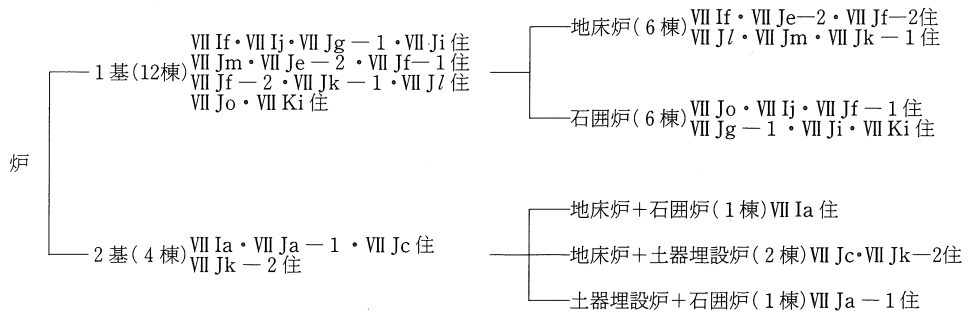 炉
1基(12棟)
Ⅶ If・Ⅶ Ij・Ⅶ Jg－1・Ⅶ Ji 住
Ⅶ Jm・Ⅶ Je－2・Ⅶ Jf－1住
Ⅶ Jf－2・Ⅶ Jk－1・Ⅶ Jl 住
Ⅶ Jo・Ⅶ Ki 住
地床炉(6棟)
Ⅶ If・Ⅶ Je－2・Ⅶ Jf－2住
Ⅶ Jl・Ⅶ Jm・Ⅶ Jk－1住
石囲炉(6棟)
Ⅶ Jo・Ⅶ Ij・Ⅶ Jf－1住
Ⅶ Jg－1・Ⅶ Ji・Ⅶ Ki 住
2基(4棟)
Ⅶ Ia・Ⅶ Ja－1・Ⅶ Jc 住
Ⅶ Jk－2住
地床炉＋石囲炉(1棟)Ⅶ Ia 住
地床炉＋土器埋設炉(2棟)Ⅶ Jc・Ⅶ Jk－2住
土器埋設炉＋石囲炉(1棟)Ⅶ Ja－1住